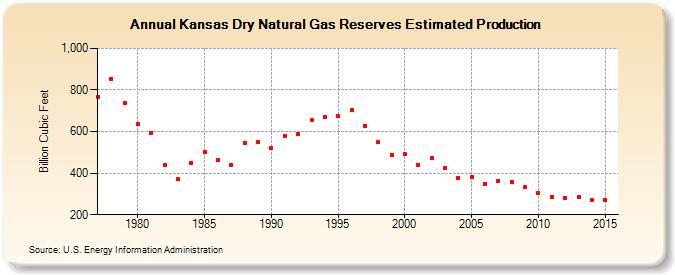 Annual Kansas Dry Natural Gas Reserves Estimated Production
Billion Cubic Feet
1,000
800
600
400
200
1980 1985 1990 1995 2000 2005 2010 2015
Source: U.S. Energy Information Administration